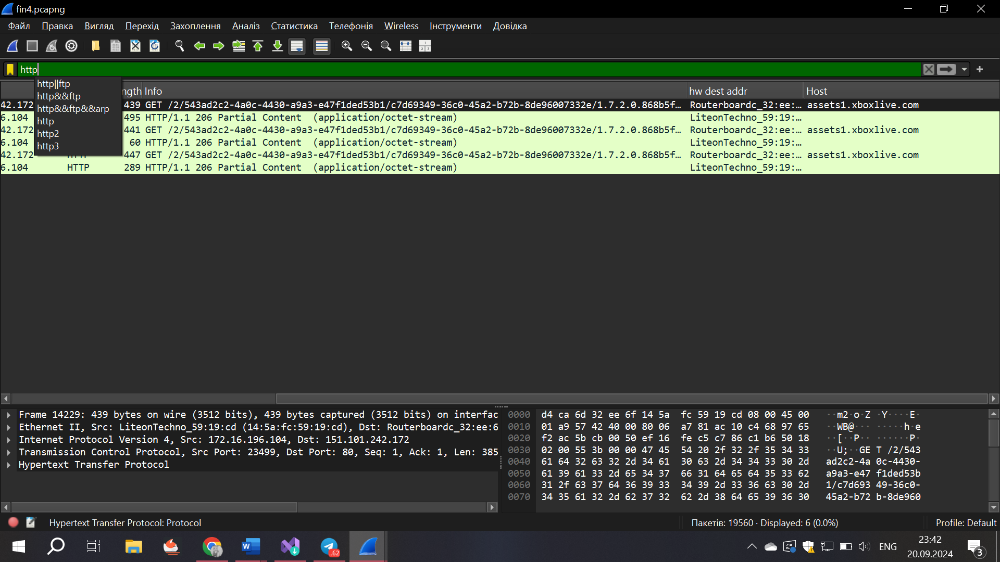 fin4.pcapng
Файл Правка Вигляд Перехід Захоплення Аналіз Статистика Телефонія Wireless Інструменти Довідка
http
http||ftp
http&&ftp
http&&ftp&&arp
http
http2
http3
Info hw dest addr Host
42.172 439 GET /2/543ad2c2-4a0c-4430-a9a3-e47f1ded53b1/c7d69349-36c0-45a2-b72b-8de96007332e/1.7.2.0.868b5f… Routerboardc_32:ee:… assets1.xboxlive.com
6.104 495 HTTP/1.1 206 Partial Content (application/octet-stream) LiteonTechno_59:19:…
42.172 441 GET /2/543ad2c2-4a0c-4430-a9a3-e47f1ded53b1/c7d69349-36c0-45a2-b72b-8de96007332e/1.7.2.0.868b5f… Routerboardc_32:ee:… assets1.xboxlive.com
6.104 60 HTTP/1.1 206 Partial Content (application/octet-stream) LiteonTechno_59:19:…
42.172 HTTP 447 GET /2/543ad2c2-4a0c-4430-a9a3-e47f1ded53b1/c7d69349-36c0-45a2-b72b-8de96007332e/1.7.2.0.868b5f… Routerboardc_32:ee:… assets1.xboxlive.com
6.104 HTTP 289 HTTP/1.1 206 Partial Content (application/octet-stream) LiteonTechno_59:19:…
Frame 14229: 439 bytes on wire (3512 bits), 439 bytes captured (3512 bits) on interfac
Ethernet II, Src: LiteonTechno_59:19:cd (14:5a:fc:59:19:cd), Dst: Routerboardc_32:ee:6
Internet Protocol Version 4, Src: 172.16.196.104, Dst: 151.101.242.172
Transmission Control Protocol, Src Port: 23499, Dst Port: 80, Seq: 1, Ack: 1, Len: 385
Hypertext Transfer Protocol
0000 d4 ca 6d 32 ee 6f 14 5a fc 59 19 cd 08 00 45 00 ··m2·o·Z ·Y····E·
0010 01 a9 57 42 40 00 80 06 a7 81 ac 10 c4 68 97 65 ··WB@··· ·····h·e
0020 f2 ac 5b cb 00 50 ef 16 fe c5 c7 86 c1 b6 50 18 ··[··P·· ······P·
0030 02 00 55 3b 00 00 47 45 54 20 2f 32 2f 35 34 33 ··U;··GE T /2/543
0040 61 64 32 63 32 2d 34 61 30 63 2d 34 34 33 30 2d ad2c2-4a 0c-4430-
0050 61 39 61 33 2d 65 34 37 66 31 64 65 64 35 33 62 a9a3-e47 f1ded53b
0060 31 2f 63 37 64 36 39 33 34 39 2d 33 36 63 30 2d 1/c7d693 49-36c0-
0070 34 35 61 32 2d 62 37 32 62 2d 38 64 65 39 36 30 45a2-b72 b-8de960
Hypertext Transfer Protocol: Protocol Пакетів: 19560 · Displayed: 6 (0.0%) Profile: Default
..62
ENG
23:42
20.09.2024
3